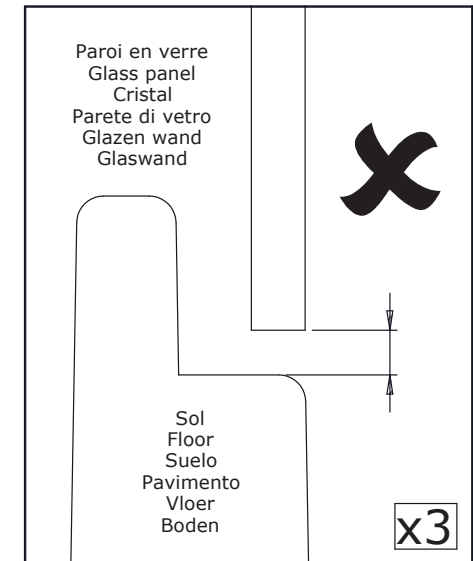 Paroi en verre
Glass panel
Cristal
Parete di vetro
Glazen wand
Glaswand
Sol
Floor
Suelo
Pavimento
Vloer
Boden
x3